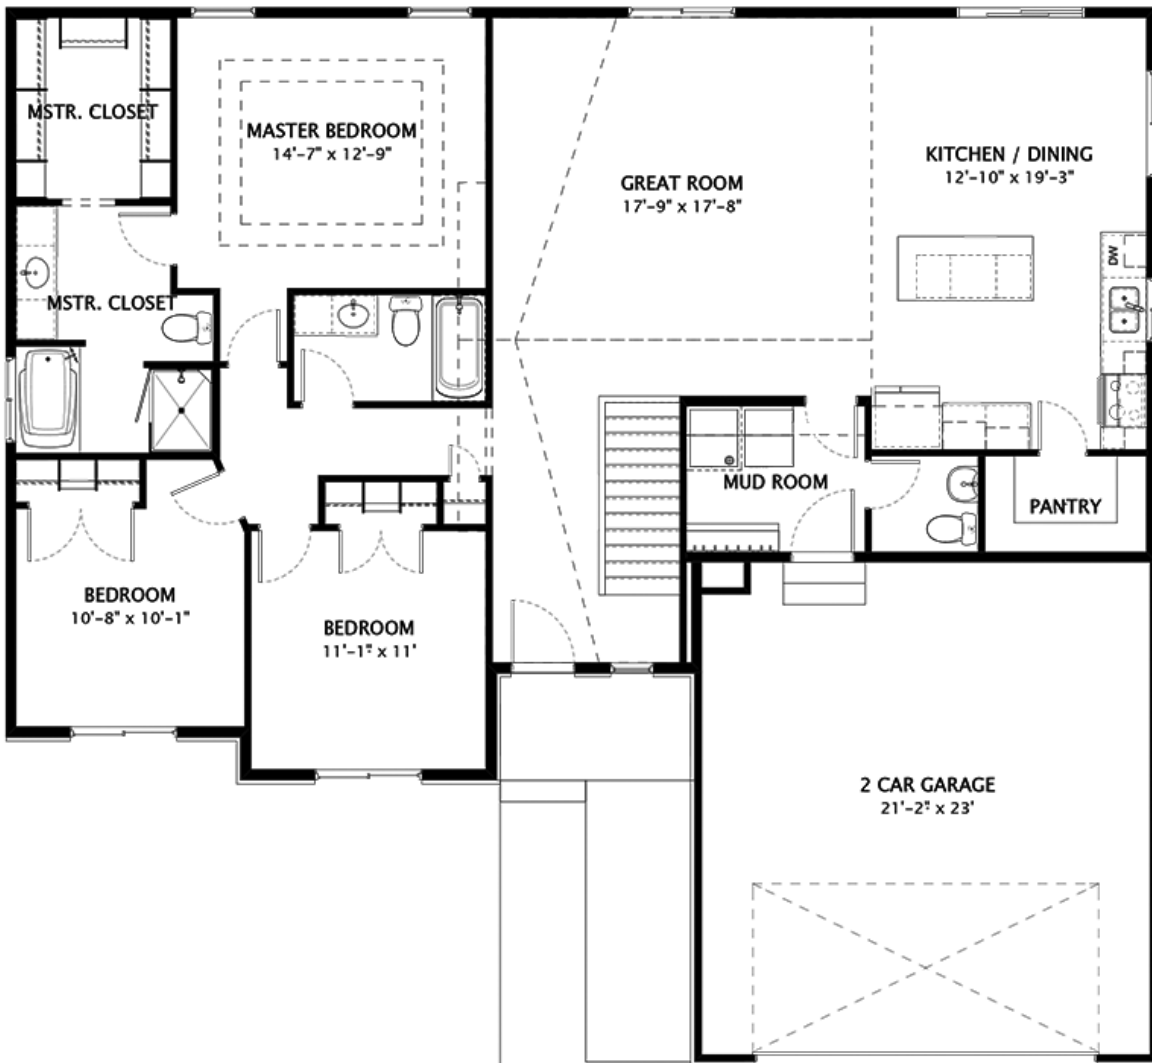 MSTR. CLOSET
MASTER BEDROOM
14'-7" x 12'-9"
GREAT ROOM
17'-9" x 17'-8"
KITCHEN / DINING
12'-10" x 19'-3"
DW
MSTR. CLOSET
MUD ROOM
PANTRY
BEDROOM
10'-8" x 10'-1"
BEDROOM
11'-1" x 11'
2 CAR GARAGE
21'-2" x 23'